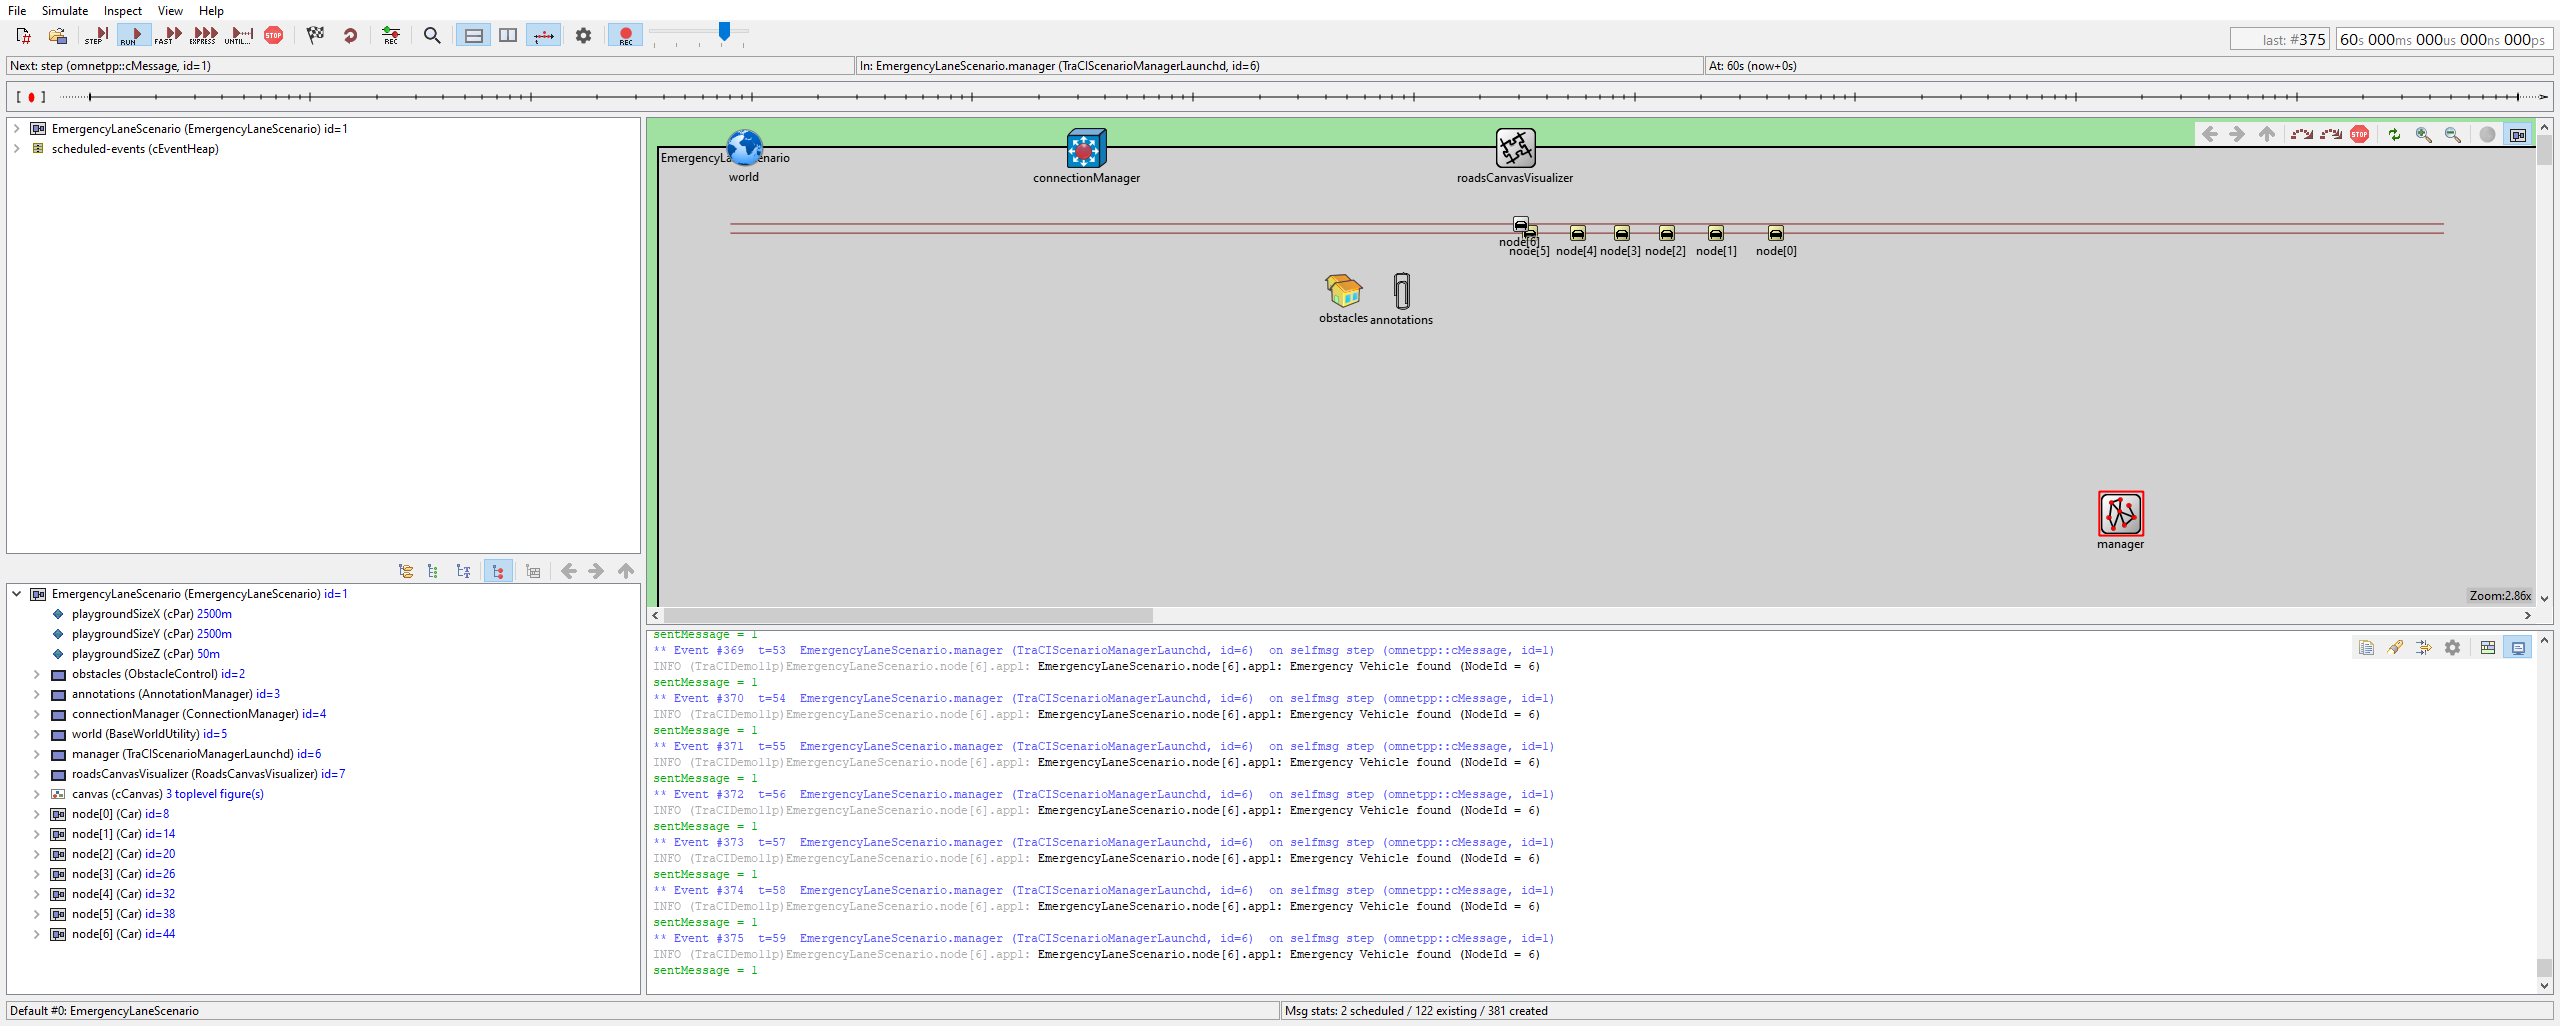 File Simulate Inspect View Help
STEP RUN FAST EXPRESS UNTIL... STOP REC REC
last: #375 60s 000ms 000us 000ns 000ps
Next: step (omnetpp::cMessage, id=1) In: EmergencyLaneScenario.manager (TraCIScenarioManagerLaunchd, id=6) At: 60s (now+0s)
EmergencyLaneScenario (EmergencyLaneScenario) id=1
scheduled-events (cEventHeap)
EmergencyLaneScenario (EmergencyLaneScenario) id=1
playgroundSizeX (cPar) 2500m
playgroundSizeY (cPar) 2500m
playgroundSizeZ (cPar) 50m
obstacles (ObstacleControl) id=2
annotations (AnnotationManager) id=3
connectionManager (ConnectionManager) id=4
world (BaseWorldUtility) id=5
manager (TraCIScenarioManagerLaunchd) id=6
roadsCanvasVisualizer (RoadsCanvasVisualizer) id=7
canvas (cCanvas) 3 toplevel figure(s)
node[0] (Car) id=8
node[1] (Car) id=14
node[2] (Car) id=20
node[3] (Car) id=26
node[4] (Car) id=32
node[5] (Car) id=38
node[6] (Car) id=44
STOP
world connectionManager roadsCanvasVisualizer
node[6]
node[5] node[4] node[3] node[2] node[1] node[0]
obstacles annotations
manager
Zoom:2.86x
sentMessage = 1
** Event #369 t=53 EmergencyLaneScenario.manager (TraCIScenarioManagerLaunchd, id=6) on selfmsg step (omnetpp::cMessage, id=1)
INFO (TraCIDemo11p)EmergencyLaneScenario.node[6].appl: EmergencyLaneScenario.node[6].appl: Emergency Vehicle found (NodeId = 6)
sentMessage = 1
** Event #370 t=54 EmergencyLaneScenario.manager (TraCIScenarioManagerLaunchd, id=6) on selfmsg step (omnetpp::cMessage, id=1)
INFO (TraCIDemo11p)EmergencyLaneScenario.node[6].appl: EmergencyLaneScenario.node[6].appl: Emergency Vehicle found (NodeId = 6)
sentMessage = 1
** Event #371 t=55 EmergencyLaneScenario.manager (TraCIScenarioManagerLaunchd, id=6) on selfmsg step (omnetpp::cMessage, id=1)
INFO (TraCIDemo11p)EmergencyLaneScenario.node[6].appl: EmergencyLaneScenario.node[6].appl: Emergency Vehicle found (NodeId = 6)
sentMessage = 1
** Event #372 t=56 EmergencyLaneScenario.manager (TraCIScenarioManagerLaunchd, id=6) on selfmsg step (omnetpp::cMessage, id=1)
INFO (TraCIDemo11p)EmergencyLaneScenario.node[6].appl: EmergencyLaneScenario.node[6].appl: Emergency Vehicle found (NodeId = 6)
sentMessage = 1
** Event #373 t=57 EmergencyLaneScenario.manager (TraCIScenarioManagerLaunchd, id=6) on selfmsg step (omnetpp::cMessage, id=1)
INFO (TraCIDemo11p)EmergencyLaneScenario.node[6].appl: EmergencyLaneScenario.node[6].appl: Emergency Vehicle found (NodeId = 6)
sentMessage = 1
** Event #374 t=58 EmergencyLaneScenario.manager (TraCIScenarioManagerLaunchd, id=6) on selfmsg step (omnetpp::cMessage, id=1)
INFO (TraCIDemo11p)EmergencyLaneScenario.node[6].appl: EmergencyLaneScenario.node[6].appl: Emergency Vehicle found (NodeId = 6)
sentMessage = 1
** Event #375 t=59 EmergencyLaneScenario.manager (TraCIScenarioManagerLaunchd, id=6) on selfmsg step (omnetpp::cMessage, id=1)
INFO (TraCIDemo11p)EmergencyLaneScenario.node[6].appl: EmergencyLaneScenario.node[6].appl: Emergency Vehicle found (NodeId = 6)
sentMessage = 1
Default #0: EmergencyLaneScenario Msg stats: 2 scheduled / 122 existing / 381 created